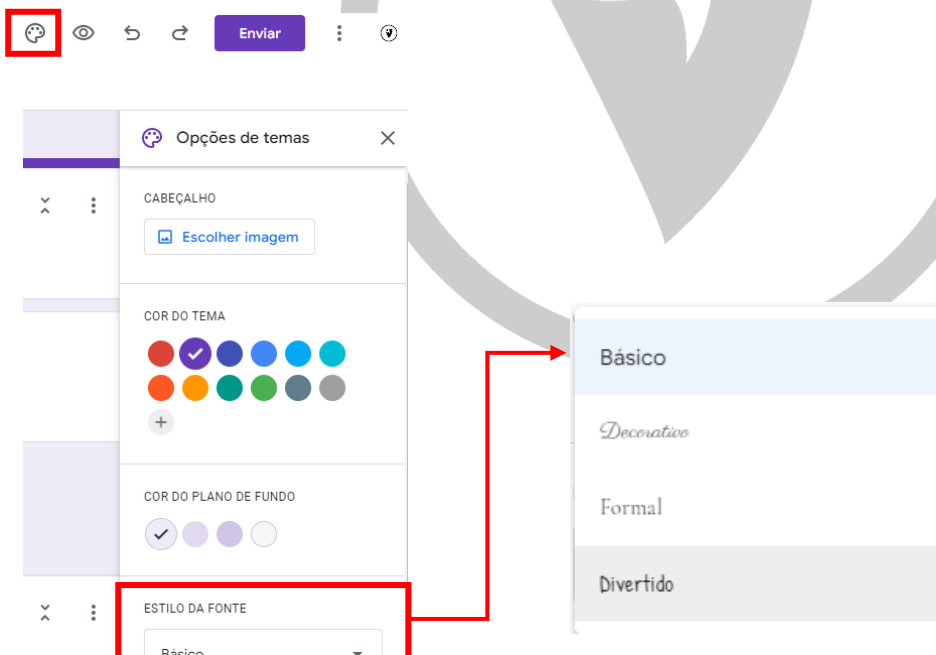 Enviar
Opções de temas
CABEÇALHO
Escolher imagem
COR DO TEMA
COR DO PLANO DE FUNDO
ESTILO DA FONTE
Básico
Básico
Decorativo
Formal
Divertido